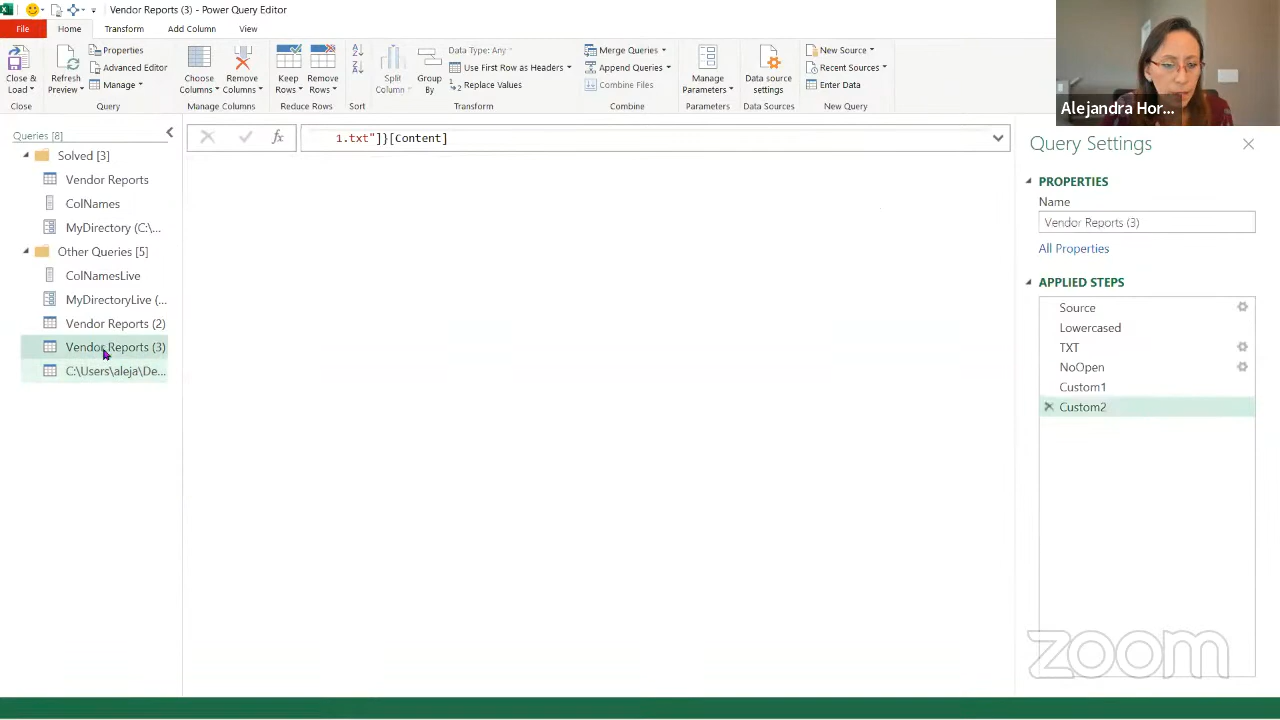 Vendor Reports (3) - Power Query Editor
File
Home
Transform
Add Column
View
Close & Load
Refresh Preview
Properties
Advanced Editor
Manage
Choose Columns
Remove Columns
Keep Rows
Remove Rows
Split Column
Group By
Data Type: Any
Use First Row as Headers
Replace Values
Merge Queries
Append Queries
Combine Files
Manage Parameters
Data source settings
New Source
Recent Sources
Enter Data
Close
Query
Manage Columns
Reduce Rows
Sort
Transform
Combine
Parameters
Data Sources
New Query
Alejandra Hor...
Queries [8]
Solved [3]
Vendor Reports
ColNames
MyDirectory (C:\...
Other Queries [5]
ColNamesLive
MyDirectoryLive (...
Vendor Reports (2)
Vendor Reports (3)
C:\Users\aleja\De...
fx
1.txt"]}[Content]
Query Settings
PROPERTIES
Name
Vendor Reports (3)
All Properties
APPLIED STEPS
Source
Lowercased
TXT
NoOpen
Custom1
Custom2
zoom